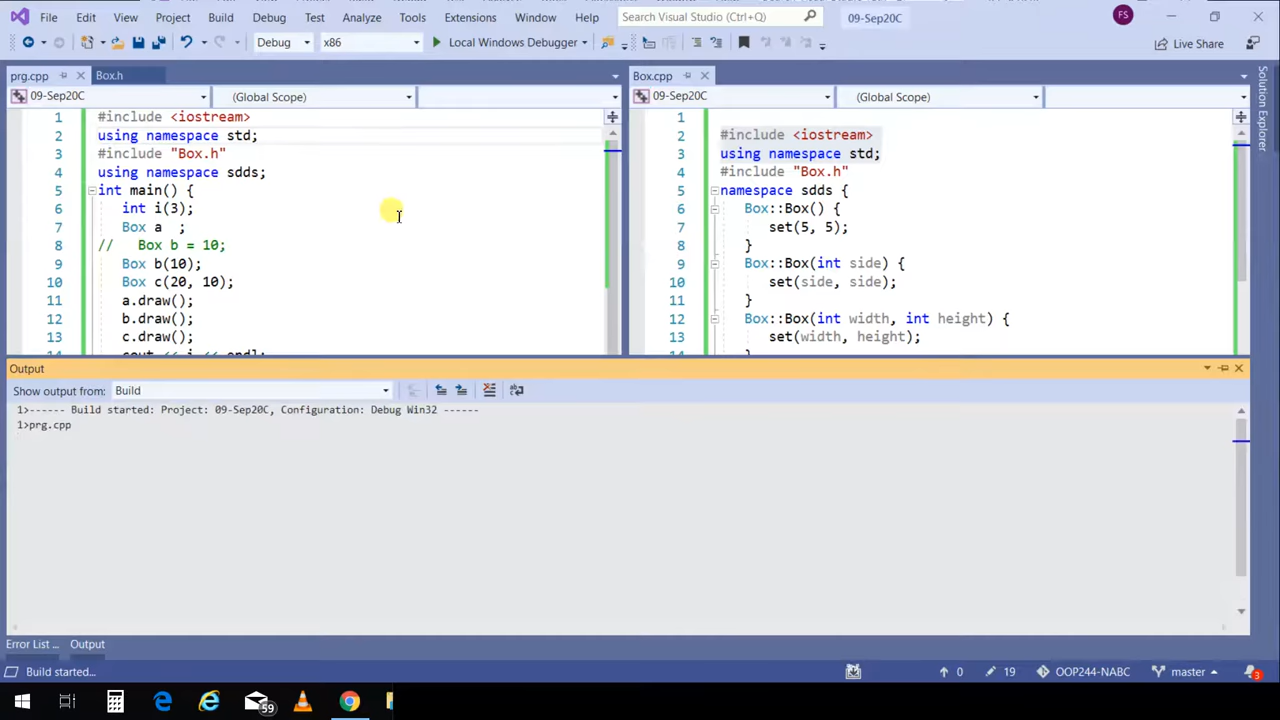 File Edit View Project Build Debug Test Analyze Tools Extensions Window Help Search Visual Studio (Ctrl+Q) 09-Sep20C FS
Debug x86 Local Windows Debugger Live Share
prg.cpp Box.h
09-Sep20C (Global Scope)
1 #include <iostream>
2 using namespace std;
3 #include "Box.h"
4 using namespace sdds;
5 int main() {
6 int i(3);
7 Box a  ;
8 //   Box b = 10;
9 Box b(10);
10 Box c(20, 10);
11 a.draw();
12 b.draw();
13 c.draw();
cout << i << endl;
Box.cpp
09-Sep20C (Global Scope)
1
2 #include <iostream>
3 using namespace std;
4 #include "Box.h"
5 namespace sdds {
6 Box::Box() {
7 set(5, 5);
8 }
9 Box::Box(int side) {
10 set(side, side);
11 }
12 Box::Box(int width, int height) {
13 set(width, height);
14 }
Solution Explorer
Output
Show output from: Build
1>------ Build started: Project: 09-Sep20C, Configuration: Debug Win32 ------
1>prg.cpp
Error List ... Output
Build started... 0 19 OOP244-NABC master 3
59